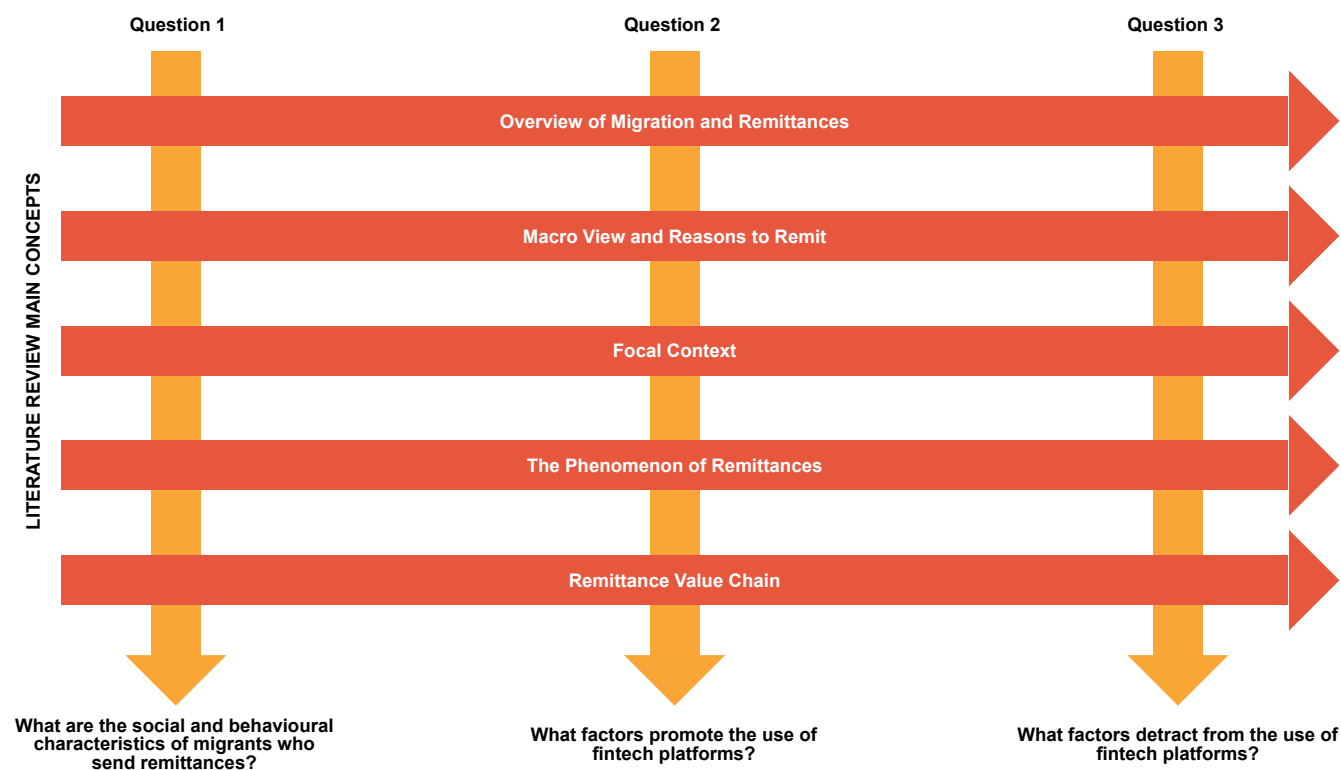 Question 1
Question 2
Question 3
LITERATURE REVIEW MAIN CONCEPTS
Overview of Migration and Remittances
Macro View and Reasons to Remit
Focal Context
The Phenomenon of Remittances
Remittance Value Chain
What are the social and behavioural
characteristics of migrants who
send remittances?
What factors promote the use of
fintech platforms?
What factors detract from the use of
fintech platforms?